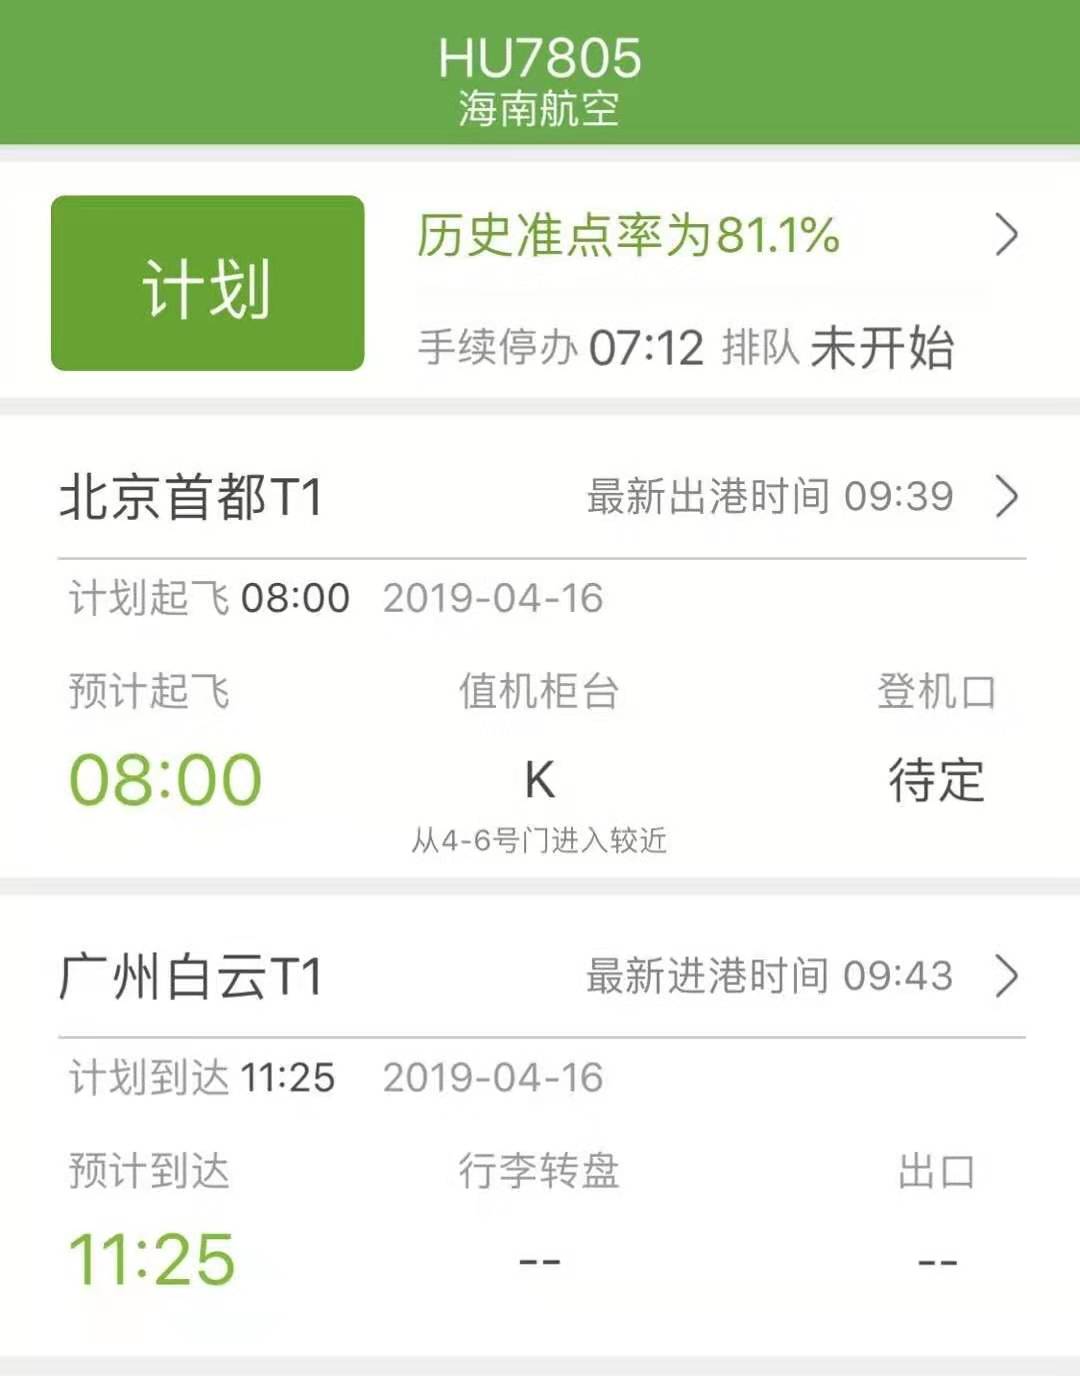 HU7805
海南航空
计划
历史准点率为81.1%
手续停办 07:12 排队 未开始
北京首都T1 最新出港时间 09:39
计划起飞 08:00 2019-04-16
预计起飞 值机柜台 登机口
08:00 K 待定
从4-6号门进入较近
广州白云T1 最新进港时间 09:43
计划到达 11:25 2019-04-16
预计到达 行李转盘 出口
11:25 -- --